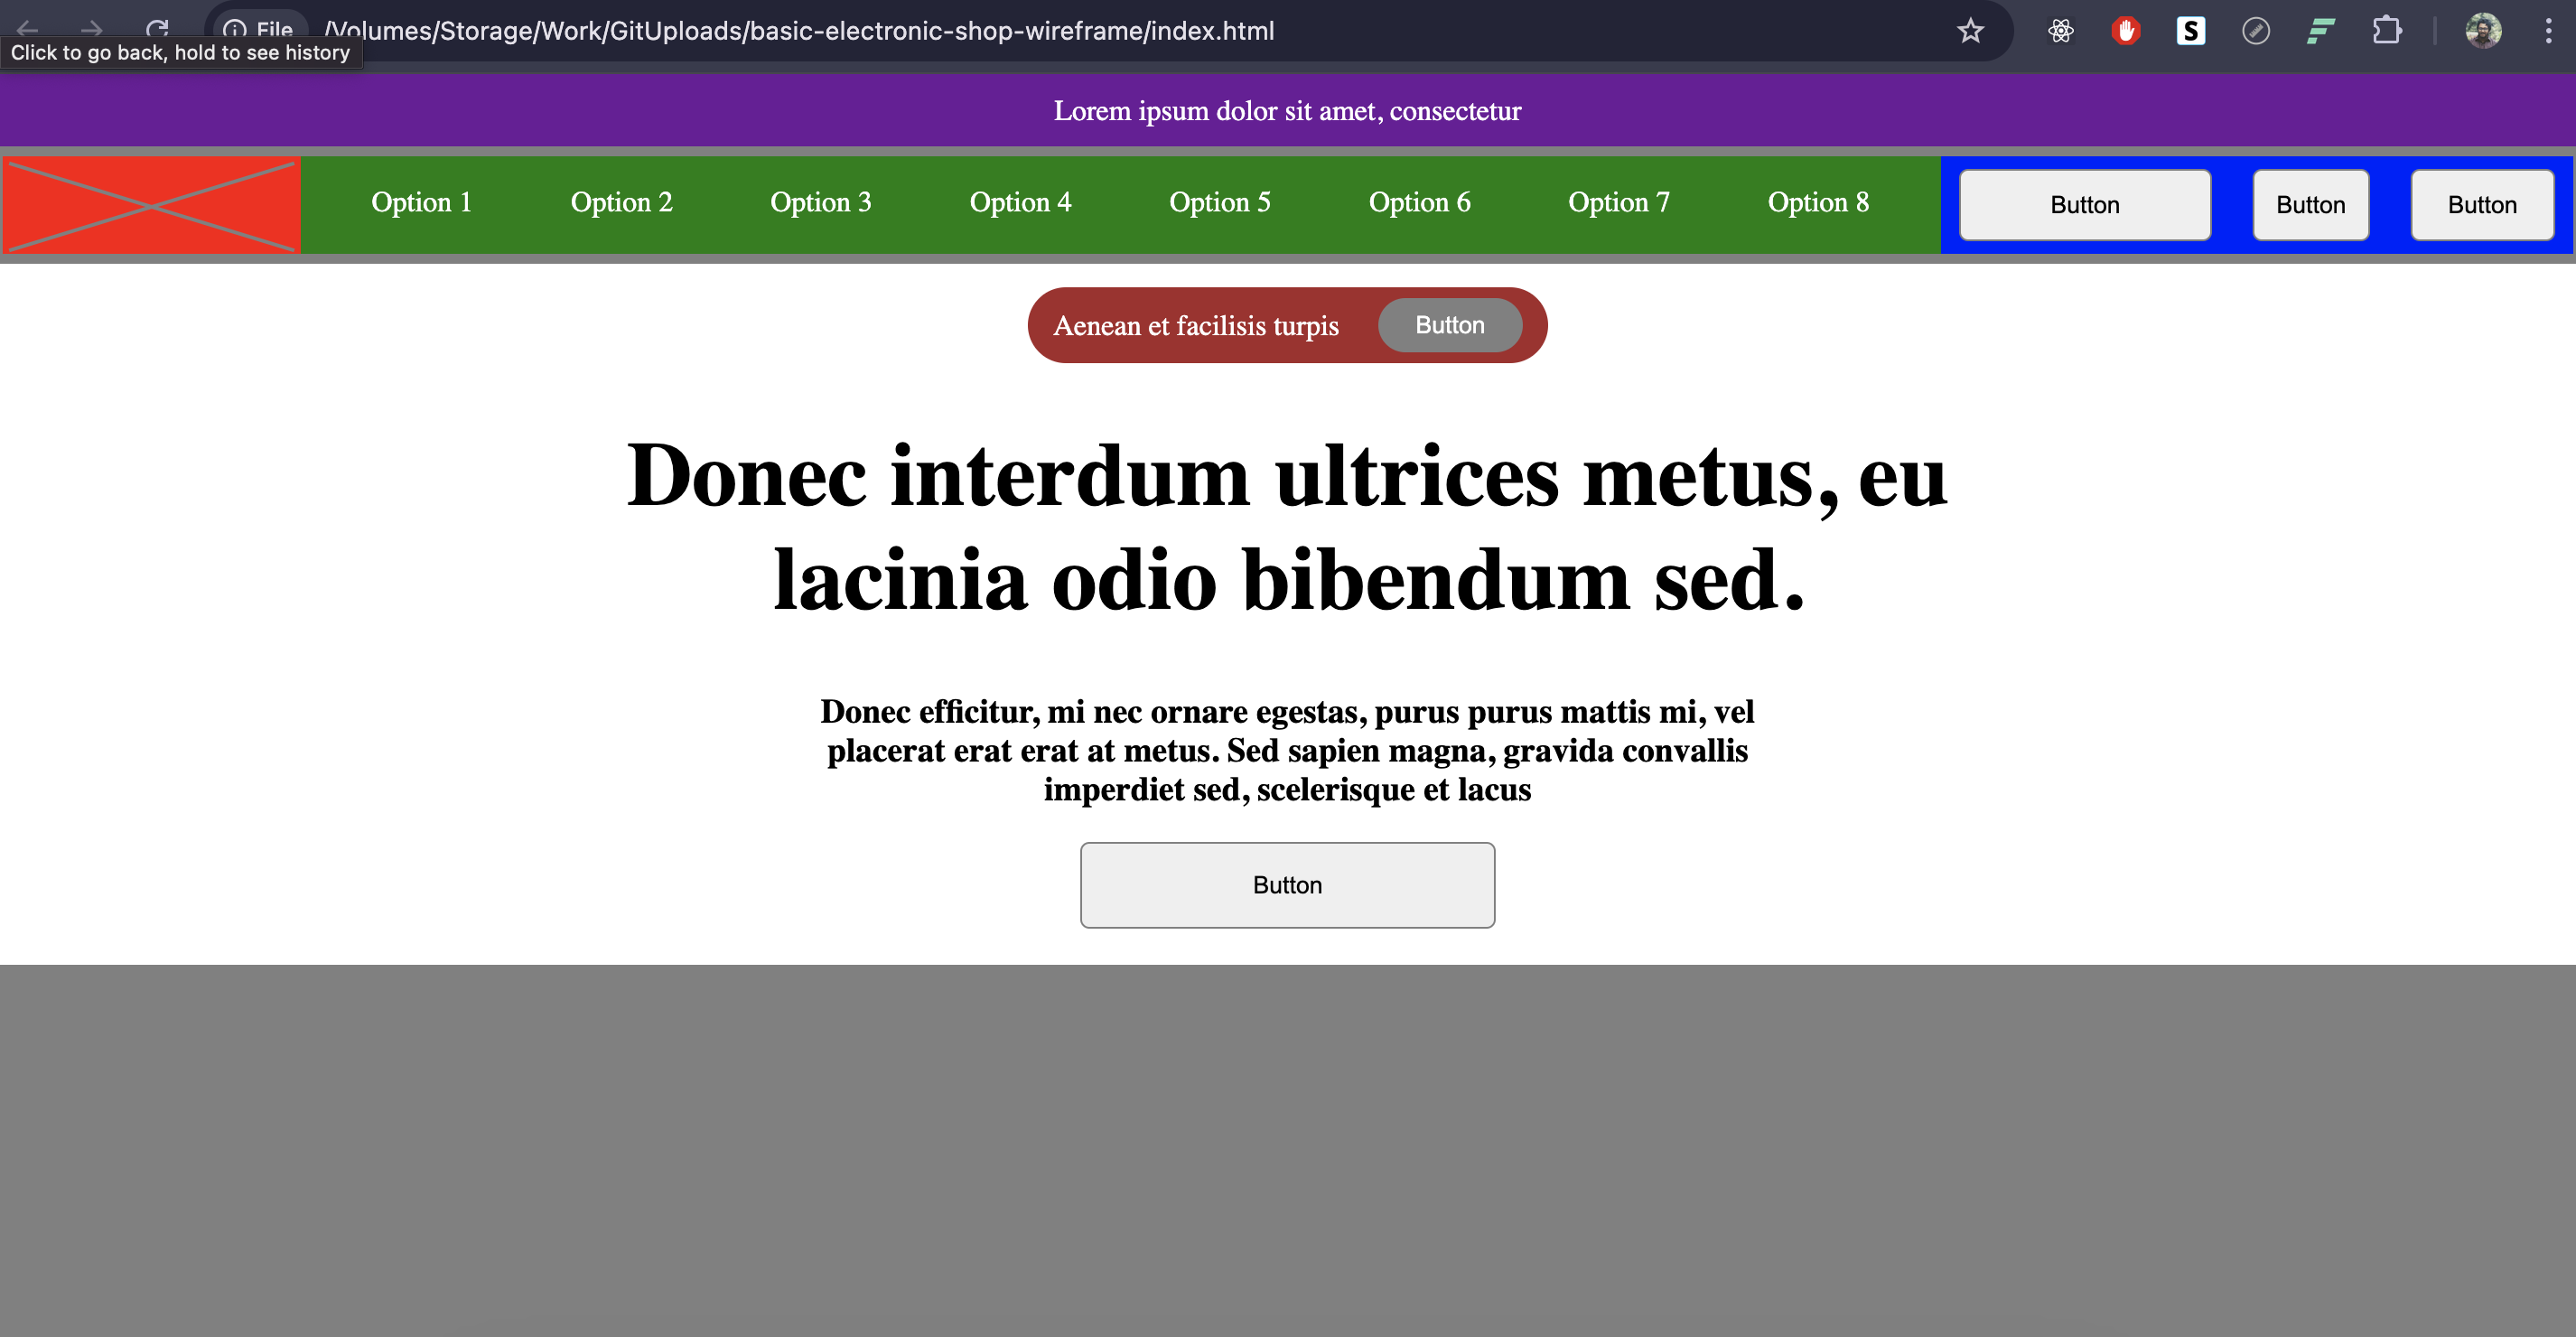 File /Volumes/Storage/Work/GitUploads/basic-electronic-shop-wireframe/index.html
S
Click to go back, hold to see history
Lorem ipsum dolor sit amet, consectetur
Option 1 Option 2 Option 3 Option 4 Option 5 Option 6 Option 7 Option 8 Button Button Button
Aenean et facilisis turpis Button
Donec interdum ultrices metus, eu
lacinia odio bibendum sed.
Donec efficitur, mi nec ornare egestas, purus purus mattis mi, vel
placerat erat erat at metus. Sed sapien magna, gravida convallis
imperdiet sed, scelerisque et lacus
Button